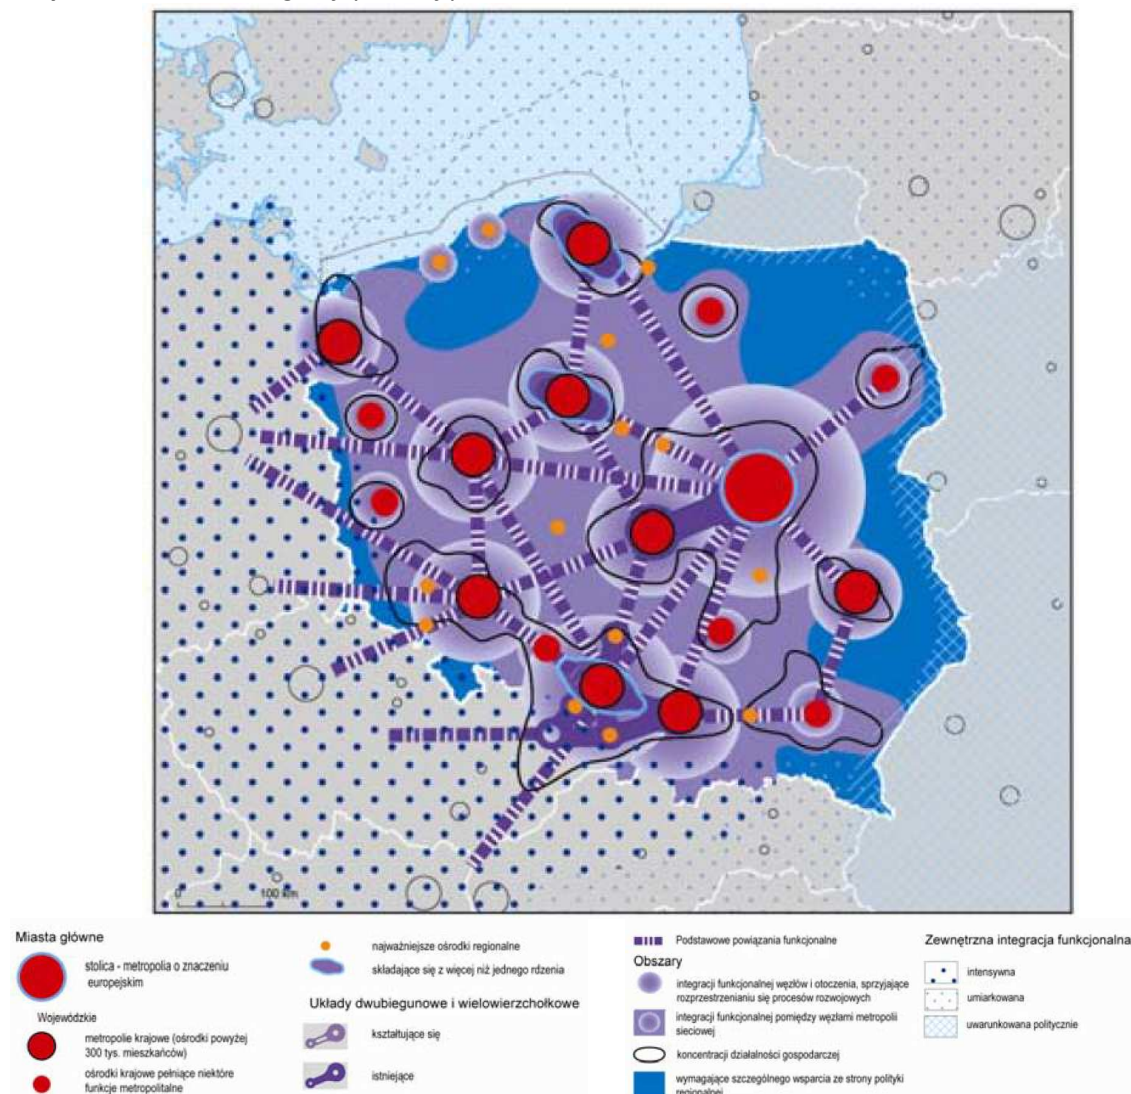 0 100 km
Miasta główne
stolica - metropolia o znaczeniu
europejskim
Wojewódzkie
metropolie krajowe (ośrodki powyżej
300 tys. mieszkańców)
ośrodki krajowe pełniące niektóre
funkcje metropolitalne
najważniejsze ośrodki regionalne
składające się z więcej niż jednego rdzenia
Układy dwubiegunowe i wielowierzchołkowe
kształtujące się
istniejące
Podstawowe powiązania funkcjonalne
Obszary
integracji funkcjonalnej węzłów i otoczenia, sprzyjające
rozprzestrzenianiu się procesów rozwojowych
integracji funkcjonalnej pomiędzy węzłami metropolii
sieciowej
koncentracji działalności gospodarczej
wymagające szczególnego wsparcia ze strony polityki
regionalnej
Zewnętrzna integracja funkcjonalna
intensywna
umiarkowana
uwarunkowana politycznie